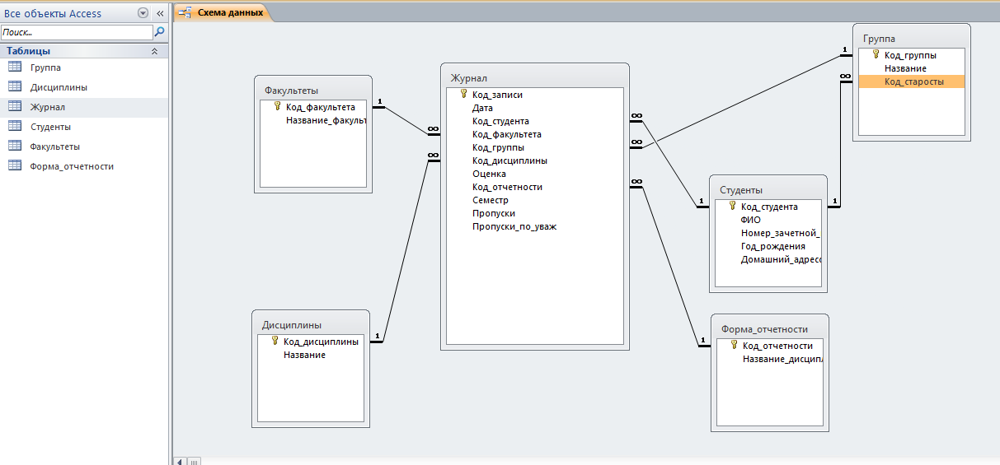 Все объекты Access
Поиск...
Таблицы
Группа
Дисциплины
Журнал
Студенты
Факультеты
Форма_отчетности
Схема данных
Факультеты
Код_факультета
Название_факульт
1
∞
Дисциплины
Код_дисциплины
Название
1
∞
Журнал
Код_записи
Дата
Код_студента
Код_факультета
Код_группы
Код_дисциплины
Оценка
Код_отчетности
Семестр
Пропуски
Пропуски_по_уваж
∞
∞
∞
Группа
Код_группы
Название
Код_старосты
1
∞
Студенты
Код_студента
ФИО
Номер_зачетной_
Год_рождения
Домашний_адресс
1
1
Форма_отчетности
Код_отчетности
Название_дисципл
1